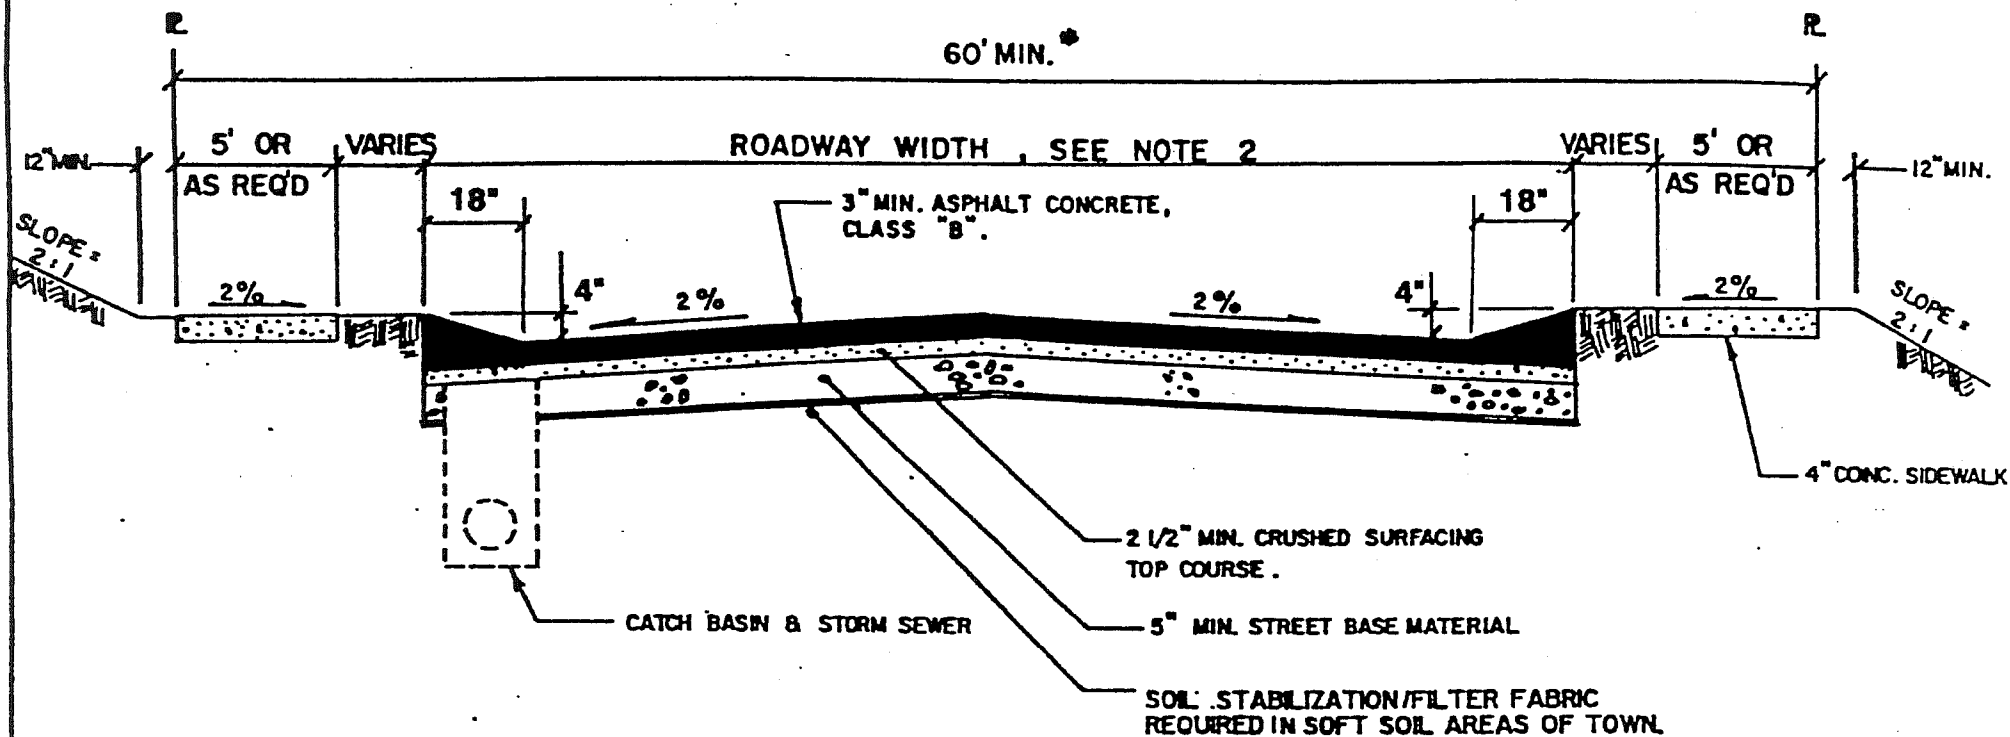 PL
PL
60' MIN. *
12" MIN.
5' OR
AS REQ'D
VARIES
ROADWAY WIDTH, SEE NOTE 2
VARIES
5' OR
AS REQ'D
12" MIN.
18"
3" MIN. ASPHALT CONCRETE,
CLASS "B".
18"
SLOPE =
2:1
2%
4"
2%
2%
4"
2%
SLOPE =
2:1
4" CONC. SIDEWALK
2 1/2" MIN. CRUSHED SURFACING
TOP COURSE.
CATCH BASIN & STORM SEWER
5" MIN. STREET BASE MATERIAL
SOIL STABILIZATION/FILTER FABRIC
REQUIRED IN SOFT SOIL AREAS OF TOWN.